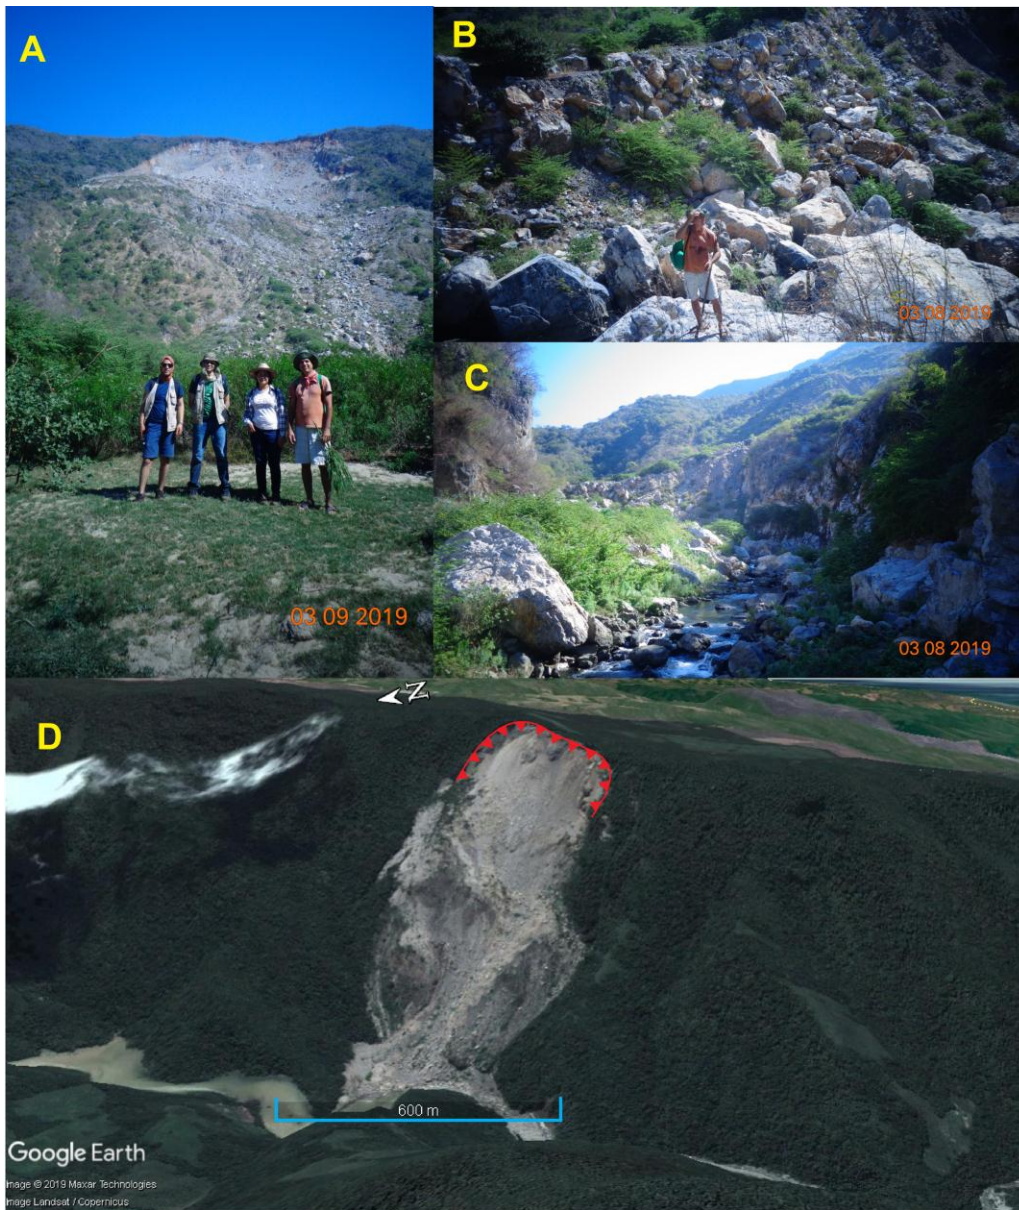 A
B
03 08 2019
C
03 09 2019
03 08 2019
D
N
600 m
Google Earth
Image © 2019 Maxar Technologies
Image Landsat / Copernicus